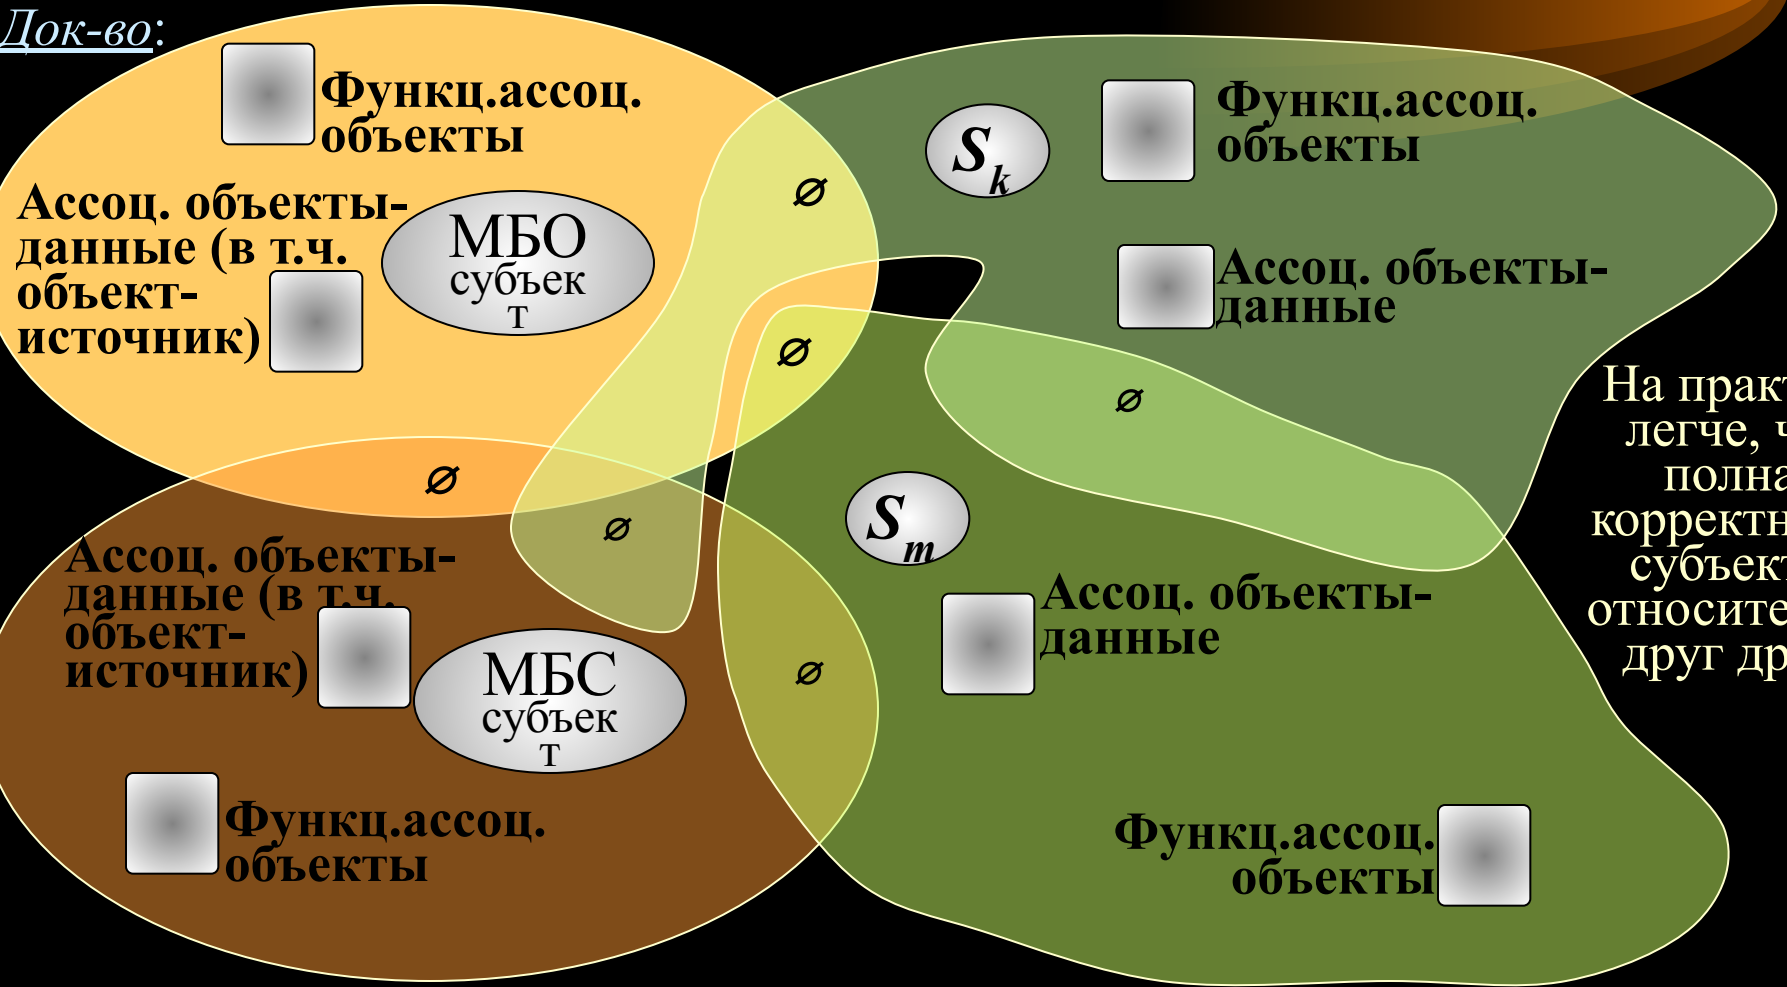 Док-во:
Функц.ассоц.
объекты
Ассоц. объекты-
данные (в т.ч.
объект-
источник)
МБО
субъек
т
∅
S
k
Функц.ассоц.
объекты
Ассоц. объекты-
данные
∅
∅
∅
∅
Ассоц. объекты-
данные (в т.ч.
объект-
источник)
МБС
субъек
т
Функц.ассоц.
объекты
S
m
Ассоц. объекты-
данные
∅
Функц.ассоц.
объекты
На прак
легче,
полна
корректн
субъект
относите
друг др